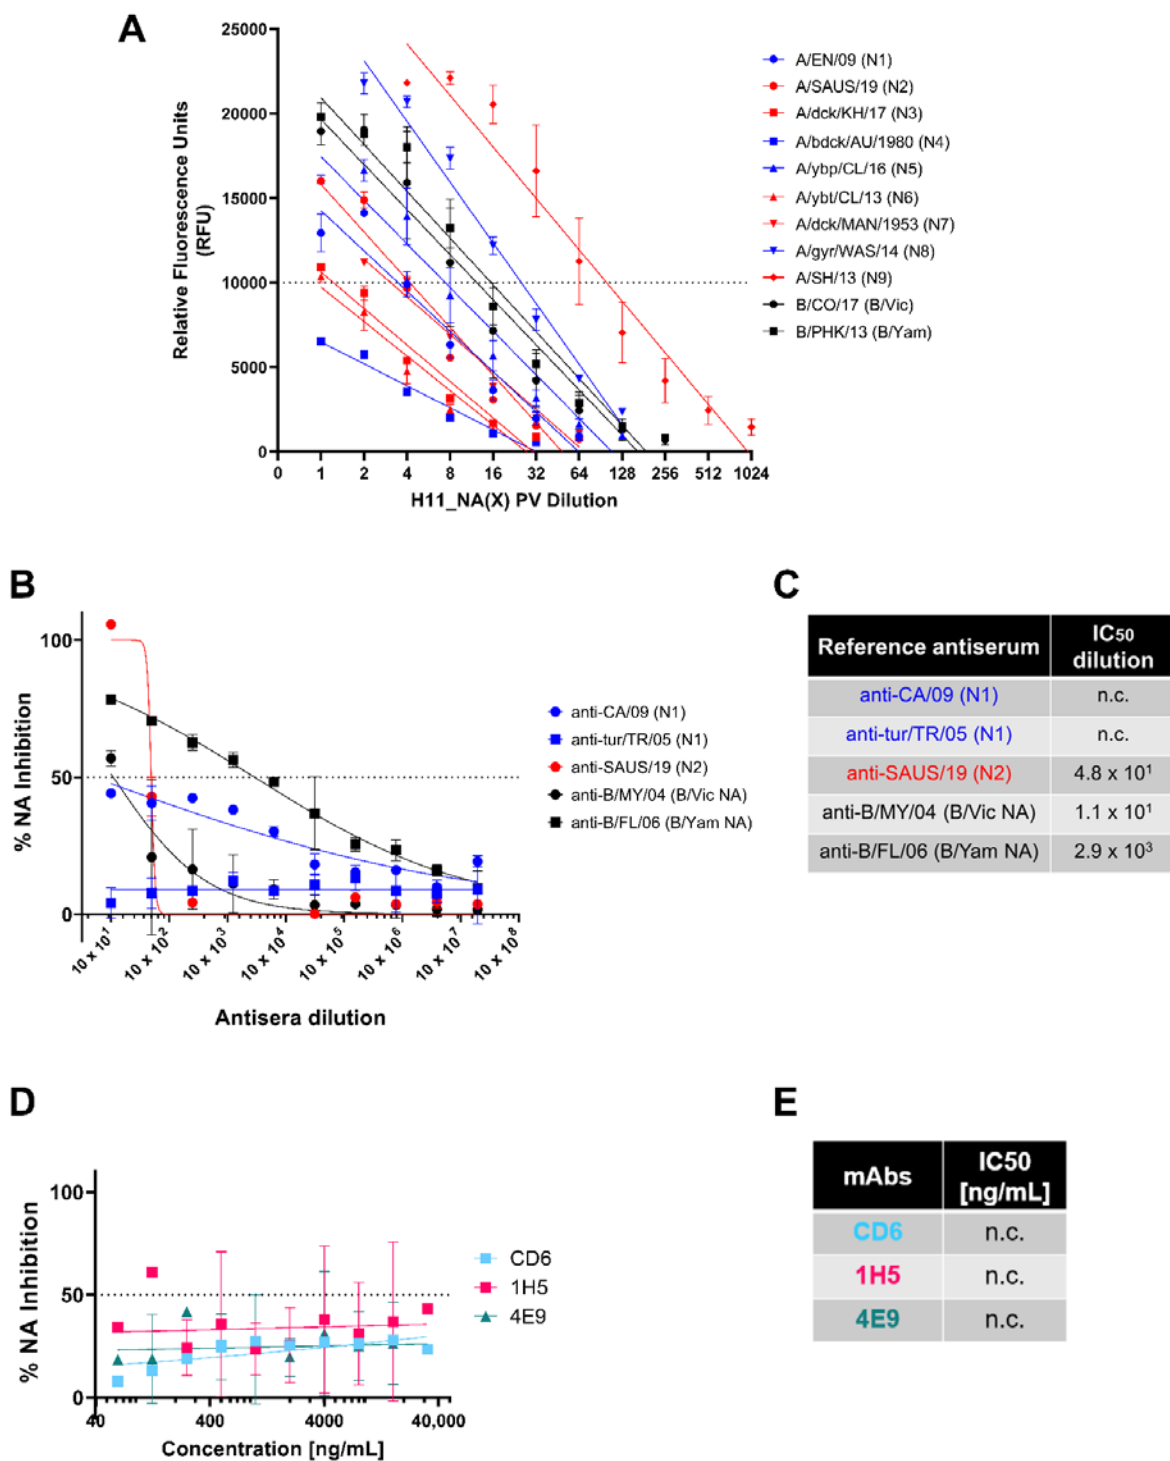 A
Relative Fluorescence Units
(RFU)
25000
20000
15000
10000
5000
0
0 1 2 4 8 16 32 64 128 256 512 1024
H11_NA(X) PV Dilution
A/EN/09 (N1)
A/SAUS/19 (N2)
A/dck/KH/17 (N3)
A/bdck/AU/1980 (N4)
A/ybp/CL/16 (N5)
A/ybt/CL/13 (N6)
A/dck/MAN/1953 (N7)
A/gyr/WAS/14 (N8)
A/SH/13 (N9)
B/CO/17 (B/Vic)
B/PHK/13 (B/Yam)
B
% NA Inhibition
100
50
0
10 x 10¹ 10 x 10² 10 x 10³ 10 x 10⁴ 10 x 10⁵ 10 x 10⁶ 10 x 10⁷ 10 x 10⁸
Antisera dilution
anti-CA/09 (N1)
anti-tur/TR/05 (N1)
anti-SAUS/19 (N2)
anti-B/MY/04 (B/Vic NA)
anti-B/FL/06 (B/Yam NA)
C
Reference antiserum IC50 dilution
anti-CA/09 (N1) n.c.
anti-tur/TR/05 (N1) n.c.
anti-SAUS/19 (N2) 4.8 x 10¹
anti-B/MY/04 (B/Vic NA) 1.1 x 10¹
anti-B/FL/06 (B/Yam NA) 2.9 x 10³
D
% NA Inhibition
100
50
0
40 400 4000 40,000
Concentration [ng/mL]
CD6
1H5
4E9
E
mAbs IC50 [ng/mL]
CD6 n.c.
1H5 n.c.
4E9 n.c.